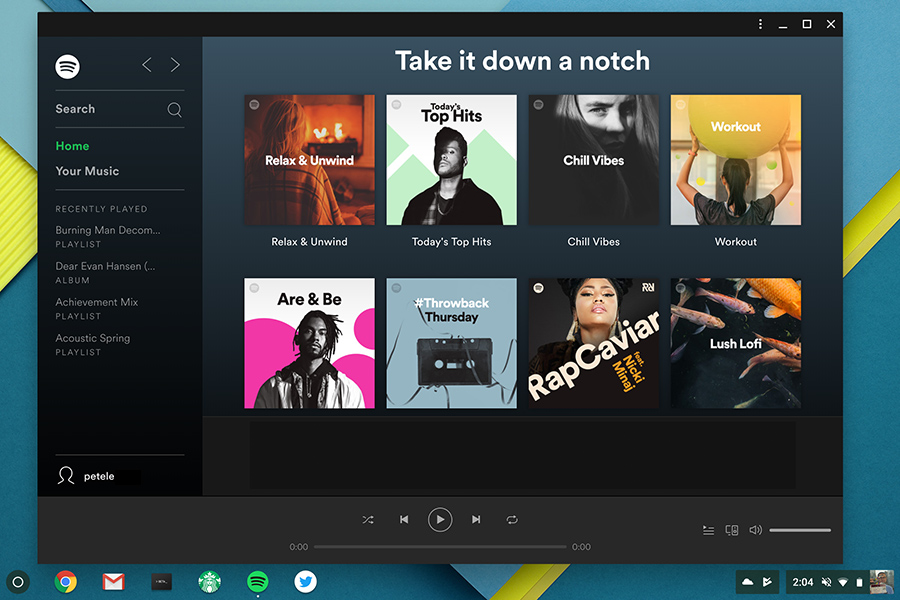 Take it down a notch
Search
Home
Your Music
RECENTLY PLAYED
Burning Man Decom...
PLAYLIST
Dear Evan Hansen (...
ALBUM
Achievement Mix
PLAYLIST
Acoustic Spring
PLAYLIST
petele
Relax & Unwind
Today's
Top Hits
Chill Vibes
Workout
Relax & Unwind
Today's Top Hits
Chill Vibes
Workout
Are & Be
#Throwback
Thursday
RapCaviar
feat.
Nicki
Minaj
Lush Lofi
0:00
0:00
2:04